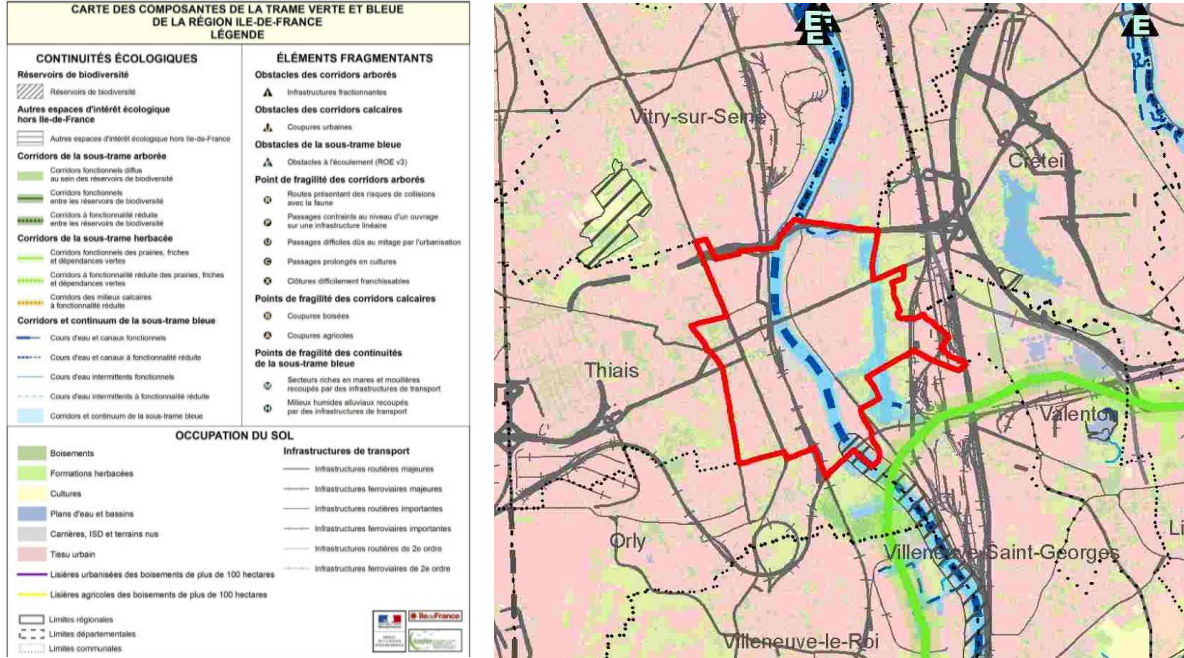 CARTE DES COMPOSANTES DE LA TRAME VERTE ET BLEUE
DE LA RÉGION ILE-DE-FRANCE
LÉGENDE
CONTINUITÉS ÉCOLOGIQUES
Réservoirs de biodiversité
Réservoirs de biodiversité
Autres espaces d'intérêt écologique
hors Ile-de-France
Autres espaces d'intérêt écologique hors Ile-de-France
Corridors de la sous-trame arborée
Corridors fonctionnels diffus
au sein des réservoirs de biodiversité
Corridors fonctionnels
entre les réservoirs de biodiversité
Corridors à fonctionnalité réduite
entre les réservoirs de biodiversité
Corridors de la sous-trame herbacée
Corridors fonctionnels des prairies, friches
et dépendances vertes
Corridors à fonctionnalité réduite des prairies, friches
et dépendances vertes
Corridors des milieux calcaires
à fonctionnalité réduite
Corridors et continuum de la sous-trame bleue
Cours d'eau et canaux fonctionnels
Cours d'eau et canaux à fonctionnalité réduite
Cours d'eau intermittents fonctionnels
Cours d'eau intermittents à fonctionnalité réduite
Corridors et continuum de la sous-trame bleue
ÉLÉMENTS FRAGMENTANTS
Obstacles des corridors arborés
Infrastructures fractionnantes
Obstacles des corridors calcaires
Coupures urbaines
Obstacles de la sous-trame bleue
Obstacles à l'écoulement (ROE v3)
Point de fragilité des corridors arborés
Routes présentant des risques de collisions
avec la faune
Passages contraints au niveau d'un ouvrage
sur une infrastructure linéaire
Passages difficiles dûs au mitage par l'urbanisation
Passages prolongés en cultures
Clôtures difficilement franchissables
Points de fragilité des corridors calcaires
Coupures boisées
Coupures agricoles
Points de fragilité des continuités
de la sous-trame bleue
Secteurs riches en mares et mouillères
recoupés par des infrastructures de transport
Milieux humides alluviaux recoupés
par des infrastructures de transport
OCCUPATION DU SOL
Boisements
Formations herbacées
Cultures
Plans d'eau et bassins
Carrières, ISD et terrains nus
Tissu urbain
Lisières urbanisées des boisements de plus de 100 hectares
Lisières agricoles des boisements de plus de 100 hectares
Limites régionales
Limites départementales
Limites communales
Infrastructures de transport
Infrastructures routières majeures
Infrastructures ferroviaires majeures
Infrastructures routières importantes
Infrastructures ferroviaires importantes
Infrastructures routières de 2e ordre
Infrastructures ferroviaires de 2e ordre
îledeFrance
E
E
E
Vitry-sur-Seine
Créteil
Thiais
Valenton
Orly
Villeneuve-Saint-Georges
Li
Villeneuve-le-Roi